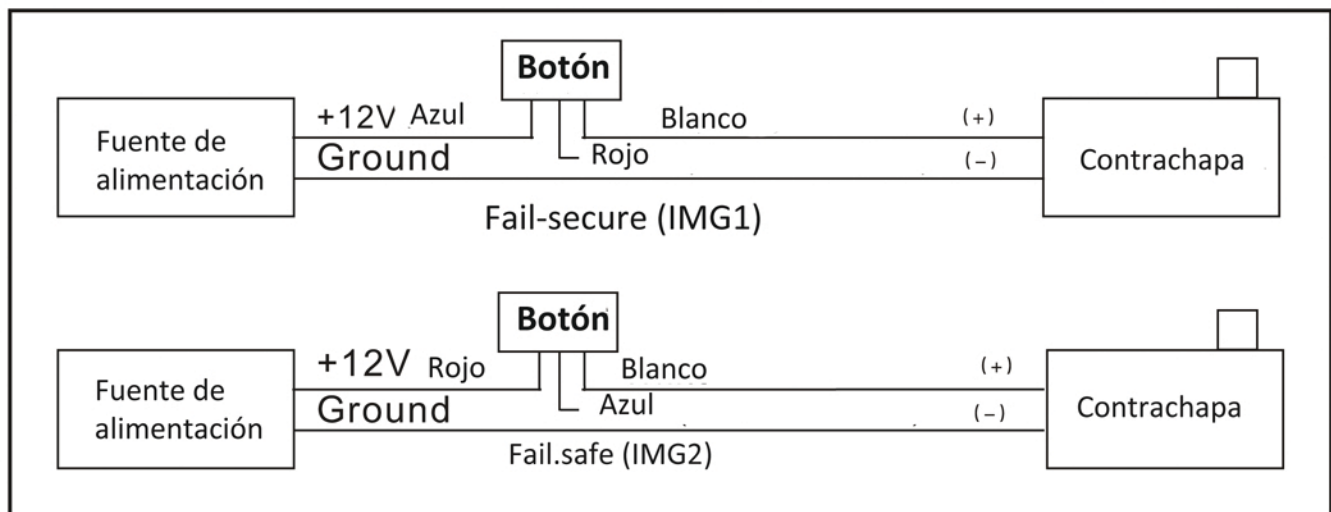 Botón
+12V Azul
Blanco
(+)
Fuente de
alimentación
Ground
Rojo
(-)
Contrachapa
Fail-secure (IMG1)
Botón
+12V Rojo
Blanco
(+)
Fuente de
alimentación
Ground
Azul
(-)
Contrachapa
Fail.safe (IMG2)